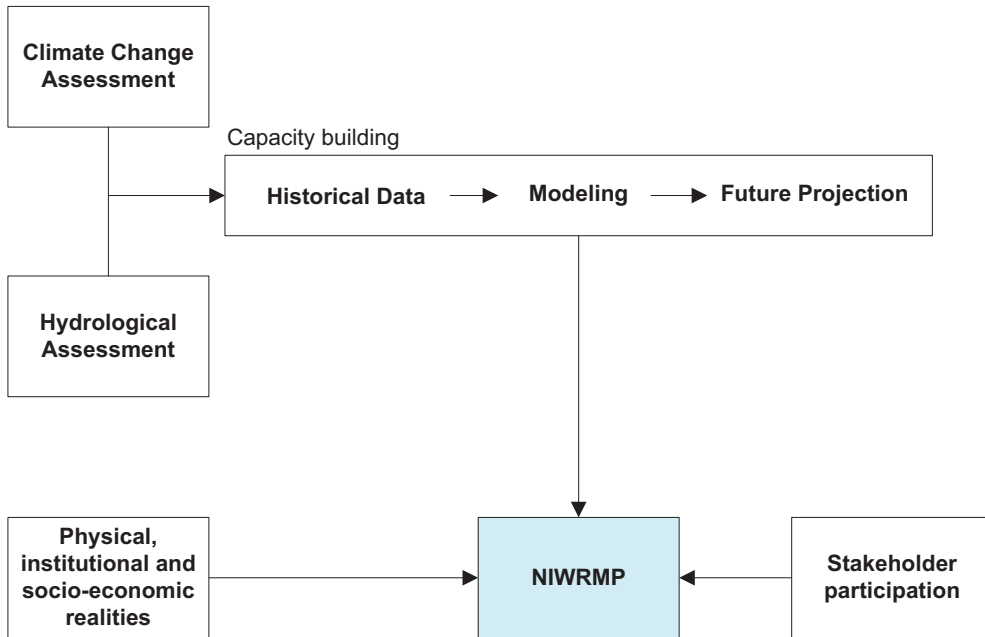 Climate Change
Assessment
Capacity building
Historical Data
Modeling
Future Projection
Hydrological
Assessment
Physical,
institutional and
socio-economic
realities
NIWRMP
Stakeholder
participation